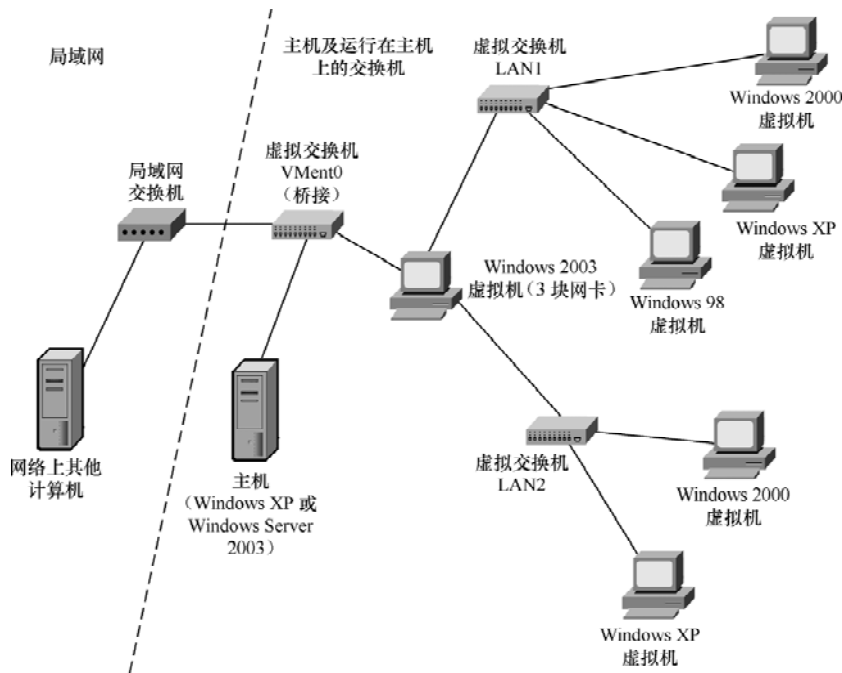 局域网
主机及运行在主机
上的交换机
虚拟交换机
LAN1
Windows 2000
虚拟机
局域网
交换机
虚拟交换机
VMent0
（桥接）
Windows XP
虚拟机
Windows 2003
虚拟机（3 块网卡）
Windows 98
虚拟机
网络上其他
计算机
主机
（Windows XP 或
Windows Server
2003）
虚拟交换机
LAN2
Windows 2000
虚拟机
Windows XP
虚拟机